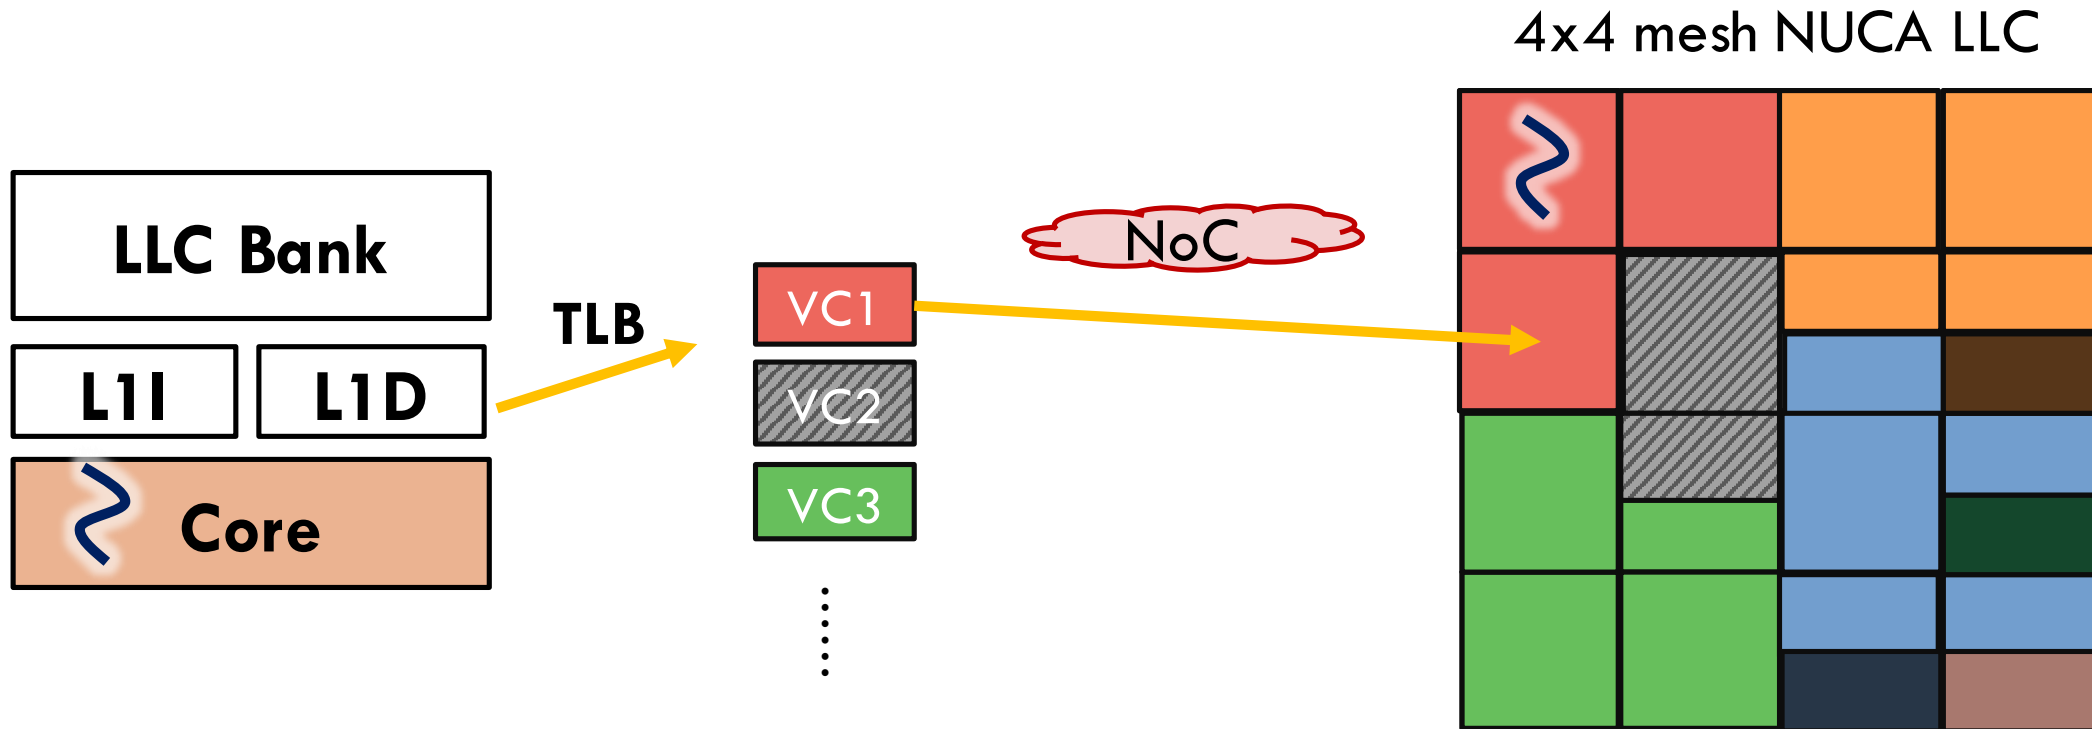 4x4 mesh NUCA LLC
LLC Bank
L1I
L1D
Core
TLB
VC1
VC2
VC3
NoC